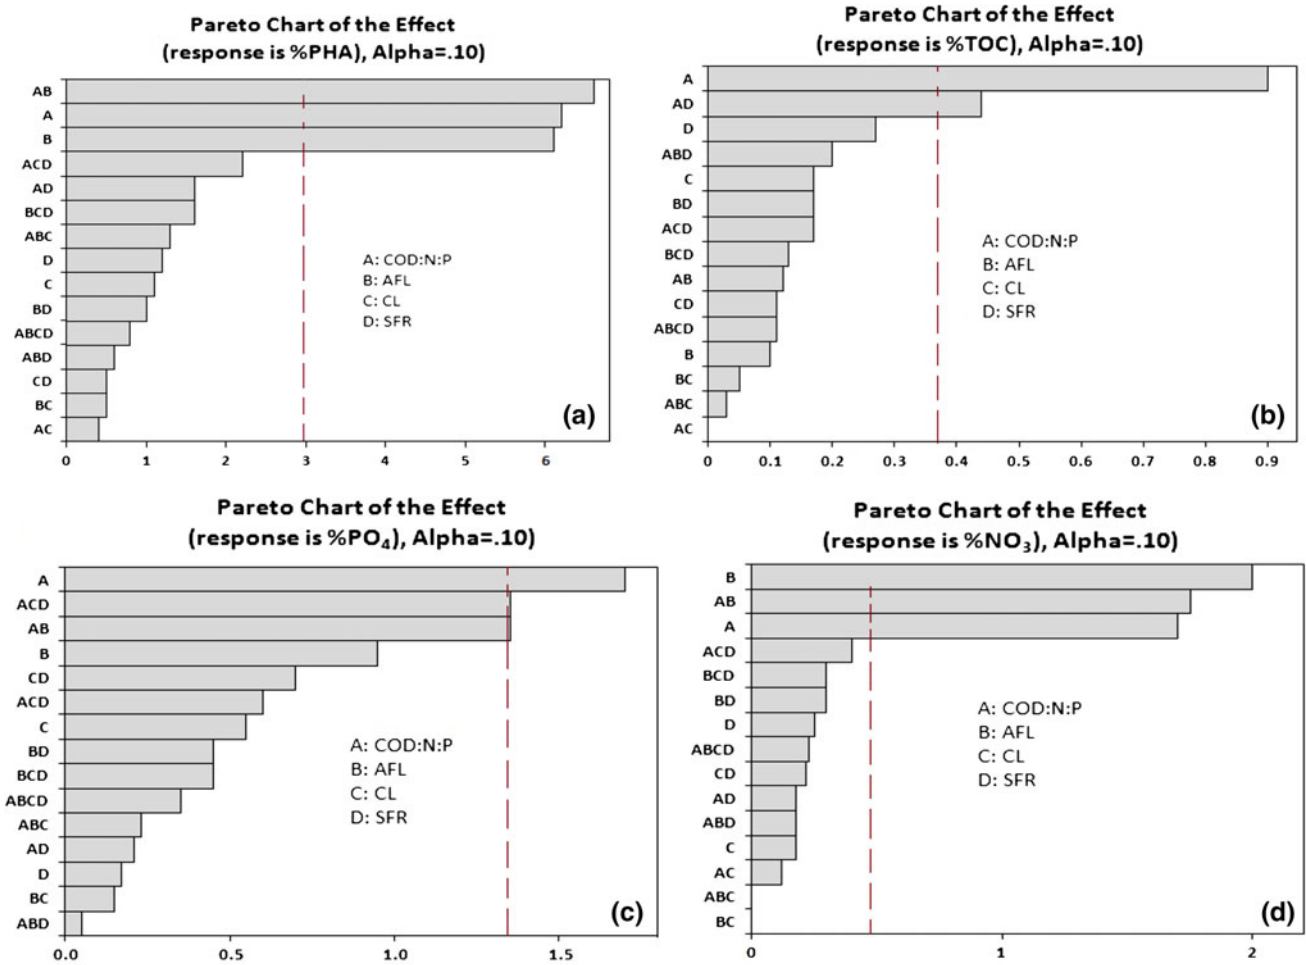 Pareto Chart of the Effect
(response is %PHA), Alpha=.10)
AB
A
B
ACD
AD
BCD
ABC
D
C
BD
ABCD
ABD
CD
BC
AC
A: COD:N:P
B: AFL
C: CL
D: SFR
(a)
0 1 2 3 4 5 6
Pareto Chart of the Effect
(response is %TOC), Alpha=.10)
A
AD
D
ABD
C
BD
ACD
BCD
AB
CD
ABCD
B
BC
ABC
AC
A: COD:N:P
B: AFL
C: CL
D: SFR
(b)
0 0.1 0.2 0.3 0.4 0.5 0.6 0.7 0.8 0.9
Pareto Chart of the Effect
(response is %PO₄), Alpha=.10)
A
ACD
AB
B
CD
ACD
C
BD
BCD
ABCD
ABC
AD
D
BC
ABD
A: COD:N:P
B: AFL
C: CL
D: SFR
(c)
0.0 0.5 1.0 1.5
Pareto Chart of the Effect
(response is %NO₃), Alpha=.10)
B
AB
A
ACD
BCD
BD
D
ABCD
CD
AD
ABD
C
AC
ABC
BC
A: COD:N:P
B: AFL
C: CL
D: SFR
(d)
0 1 2